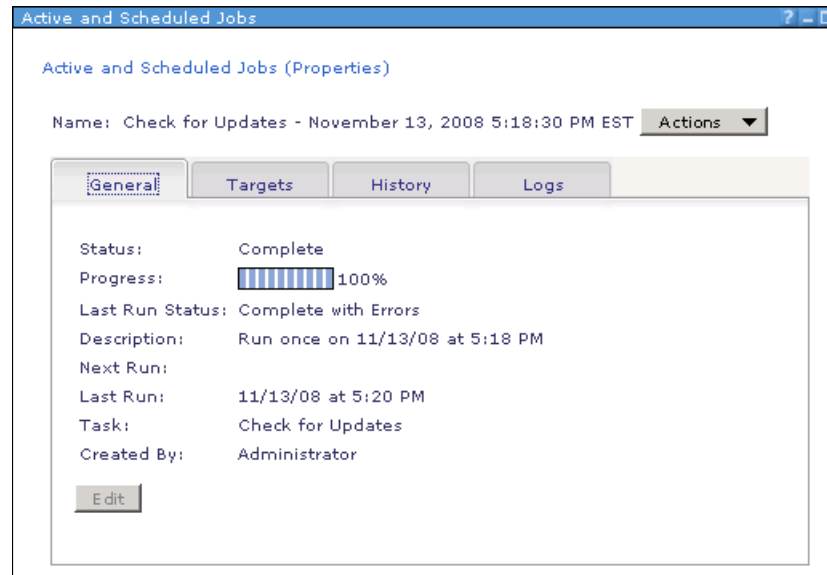 Active and Scheduled Jobs ?
Active and Scheduled Jobs (Properties)
Name: Check for Updates - November 13, 2008 5:18:30 PM EST Actions
General Targets History Logs
Status: Complete
Progress: 100%
Last Run Status: Complete with Errors
Description: Run once on 11/13/08 at 5:18 PM
Next Run:
Last Run: 11/13/08 at 5:20 PM
Task: Check for Updates
Created By: Administrator
Edit